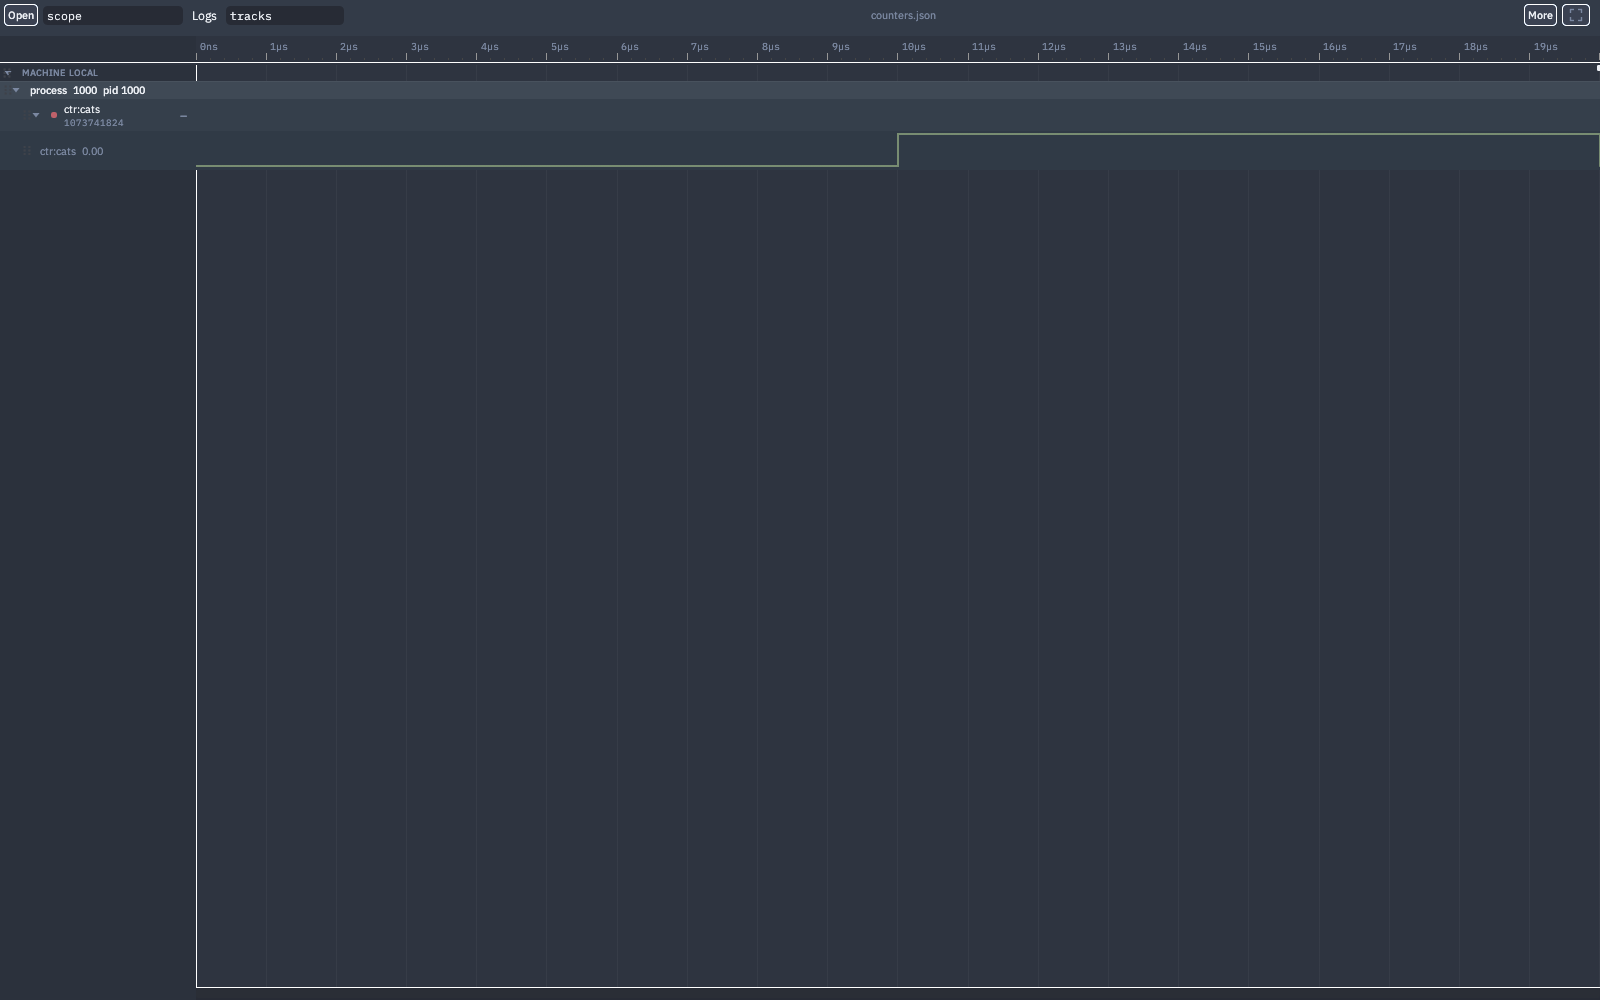 Open scope Logs tracks counters.json More
0ns 1µs 2µs 3µs 4µs 5µs 6µs 7µs 8µs 9µs 10µs 11µs 12µs 13µs 14µs 15µs 16µs 17µs 18µs 19µs
MACHINE LOCAL
process 1000 pid 1000
ctr:cats
1073741824
ctr:cats 0.00